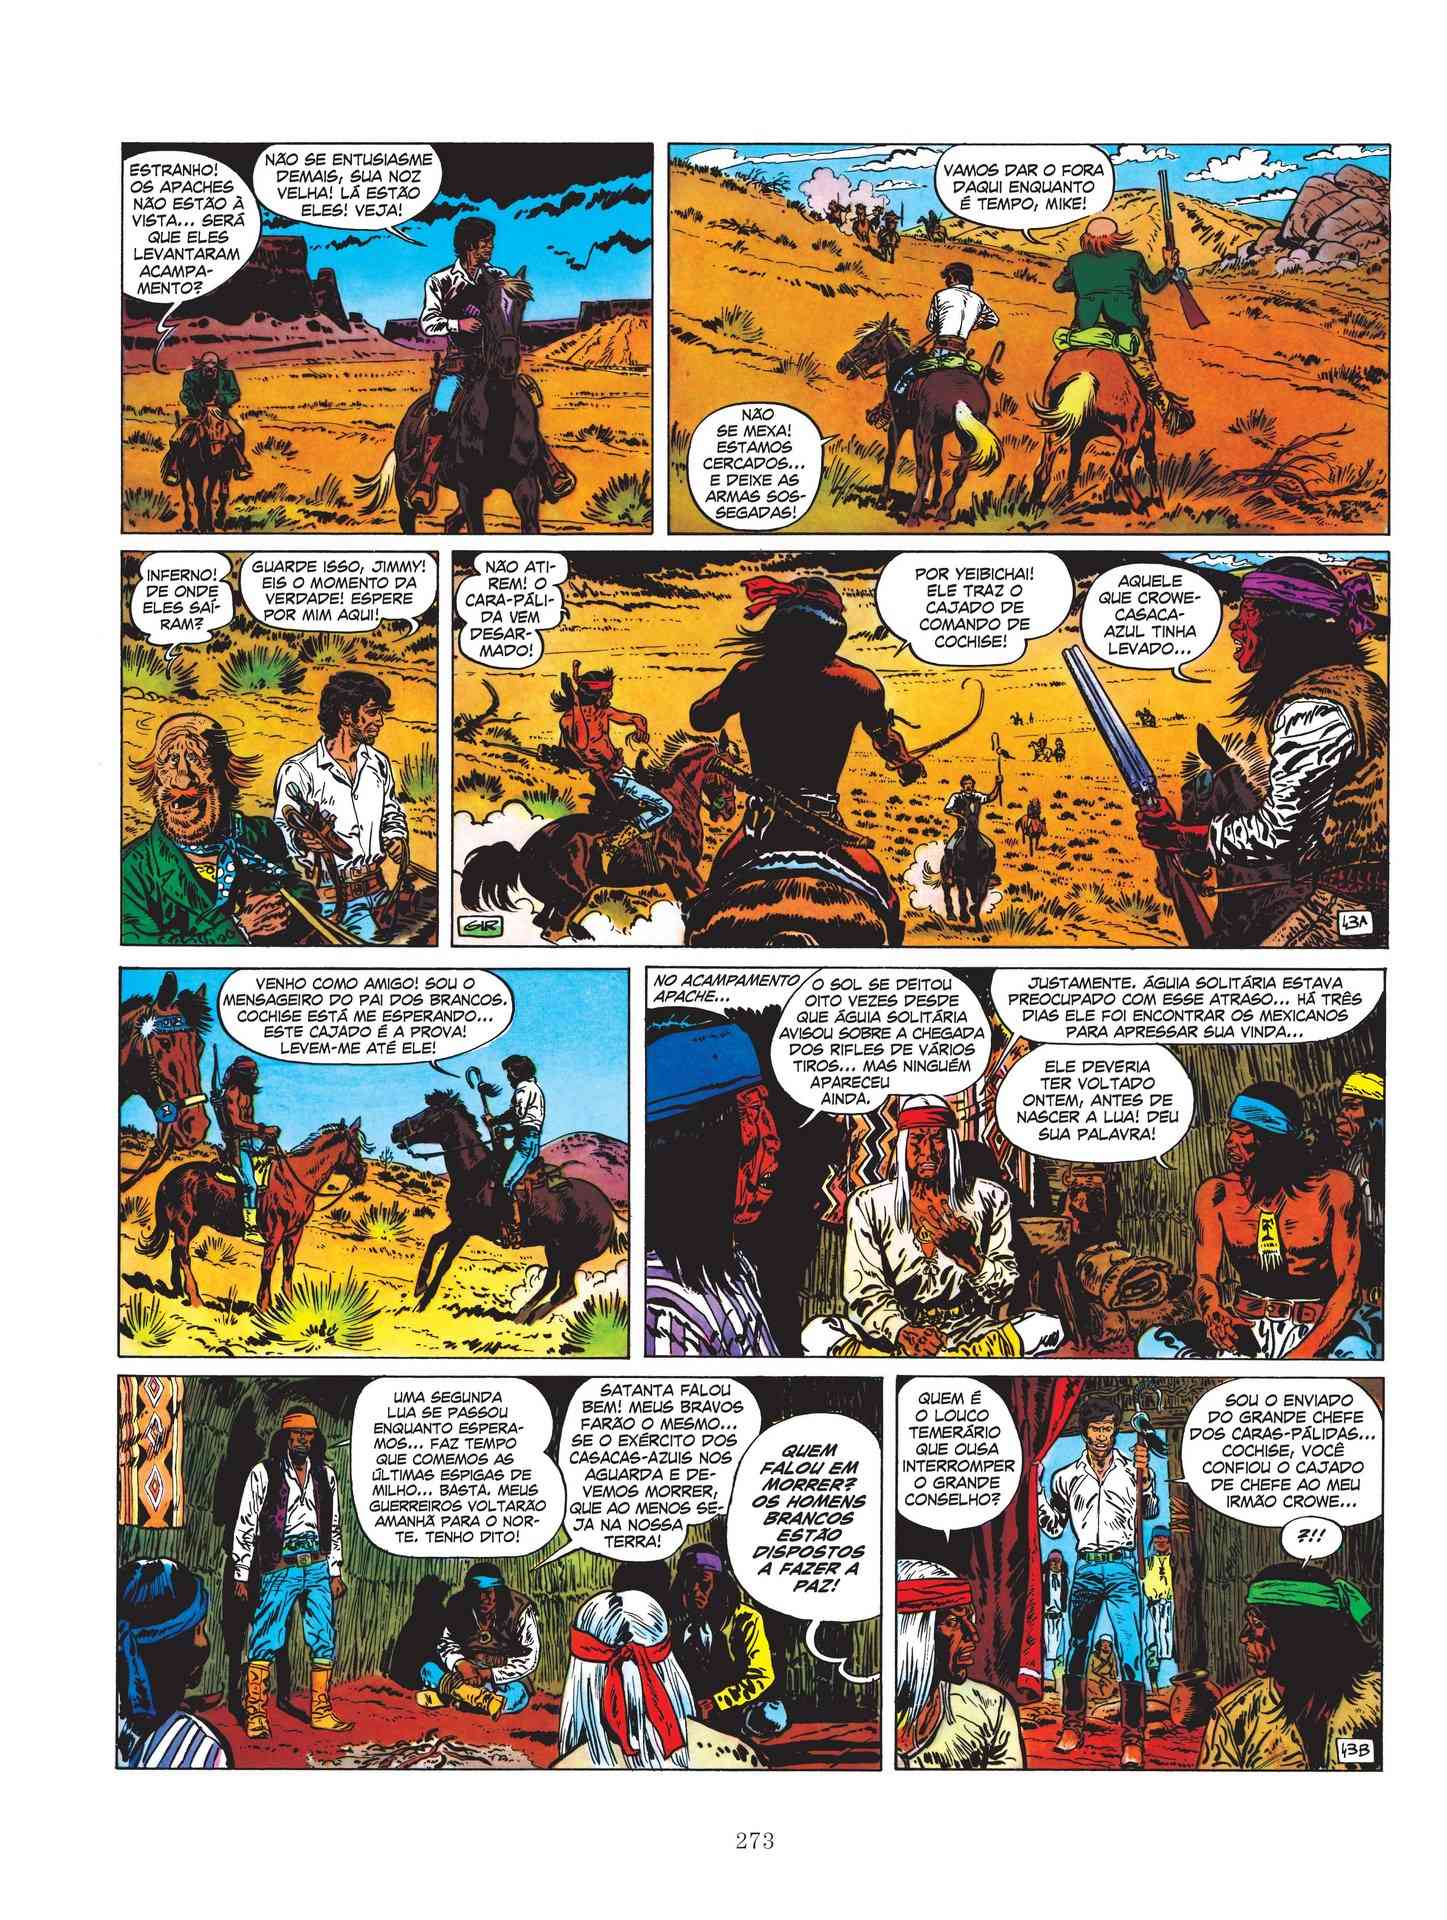 ESTRANHO!
OS APACHES
NÃO ESTÃO À
VISTA... SERÁ
QUE ELES
LEVANTARAM
ACAMPA-
MENTO?
NÃO SE ENTUSIASME
DEMAIS, SUA NOZ
VELHA! LÁ ESTÃO
ELES! VEJA!
VAMOS DAR O FORA
DAQUI ENQUANTO
É TEMPO, MIKE!
NÃO
SE MEXA!
ESTAMOS
CERCADOS...
E DEIXE AS
ARMAS SOS-
SEGADAS!
INFERNO!
DE ONDE
ELES SAÍ-
RAM?
GUARDE ISSO, JIMMY!
EIS O MOMENTO DA
VERDADE! ESPERE
POR MIM AQUI!
NÃO ATI-
REM! O
CARA-PÁLI-
DA VEM
DESAR-
MADO!
POR YEIBICHAI!
ELE TRAZ O
CAJADO DE
COMANDO DE
COCHISE!
AQUELE
QUE CROWE-
CASACA-
AZUL TINHA
LEVADO...
GIR
43A
VENHO COMO AMIGO! SOU O
MENSAGEIRO DO PAI DOS BRANCOS.
COCHISE ESTÁ ME ESPERANDO...
ESTE CAJADO É A PROVA!
LEVEM-ME ATÉ ELE!
NO ACAMPAMENTO
APACHE...
O SOL SE DEITOU
OITO VEZES DESDE
QUE ÁGUIA SOLITÁRIA
AVISOU SOBRE A CHEGADA
DOS RIFLES DE VÁRIOS
TIROS... MAS NINGUÉM
APARECEU
AINDA.
JUSTAMENTE. ÁGUIA SOLITÁRIA ESTAVA
PREOCUPADO COM ESSE ATRASO... HÁ TRÊS
DIAS ELE FOI ENCONTRAR OS MEXICANOS
PARA APRESSAR SUA VINDA...
ELE DEVERIA
TER VOLTADO
ONTEM, ANTES DE
NASCER A LUA! DEU
SUA PALAVRA!
UMA SEGUNDA
LUA SE PASSOU
ENQUANTO ESPERA-
MOS... FAZ TEMPO
QUE COMEMOS AS
ÚLTIMAS ESPIGAS DE
MILHO... BASTA. MEUS
GUERREIROS VOLTARÃO
AMANHÃ PARA O NOR-
TE. TENHO DITO!
SATANTA FALOU
BEM! MEUS BRAVOS
FARÃO O MESMO...
SE O EXÉRCITO DOS
CASACAS-AZUIS NOS
AGUARDA E DE-
VEMOS MORRER,
QUE AO MENOS SE-
JA NA NOSSA
TERRA!
QUEM
FALOU EM
MORRER?
OS HOMENS
BRANCOS
ESTÃO
DISPOSTOS
A FAZER A
PAZ!
QUEM É
O LOUCO
TEMERÁRIO
QUE OUSA
INTERROMPER
O GRANDE
CONSELHO?
SOU O ENVIADO
DO GRANDE CHEFE
DOS CARAS-PÁLIDAS...
COCHISE, VOCÊ
CONFIOU O CAJADO
DE CHEFE AO MEU
IRMÃO CROWE...
?!!
43B
273